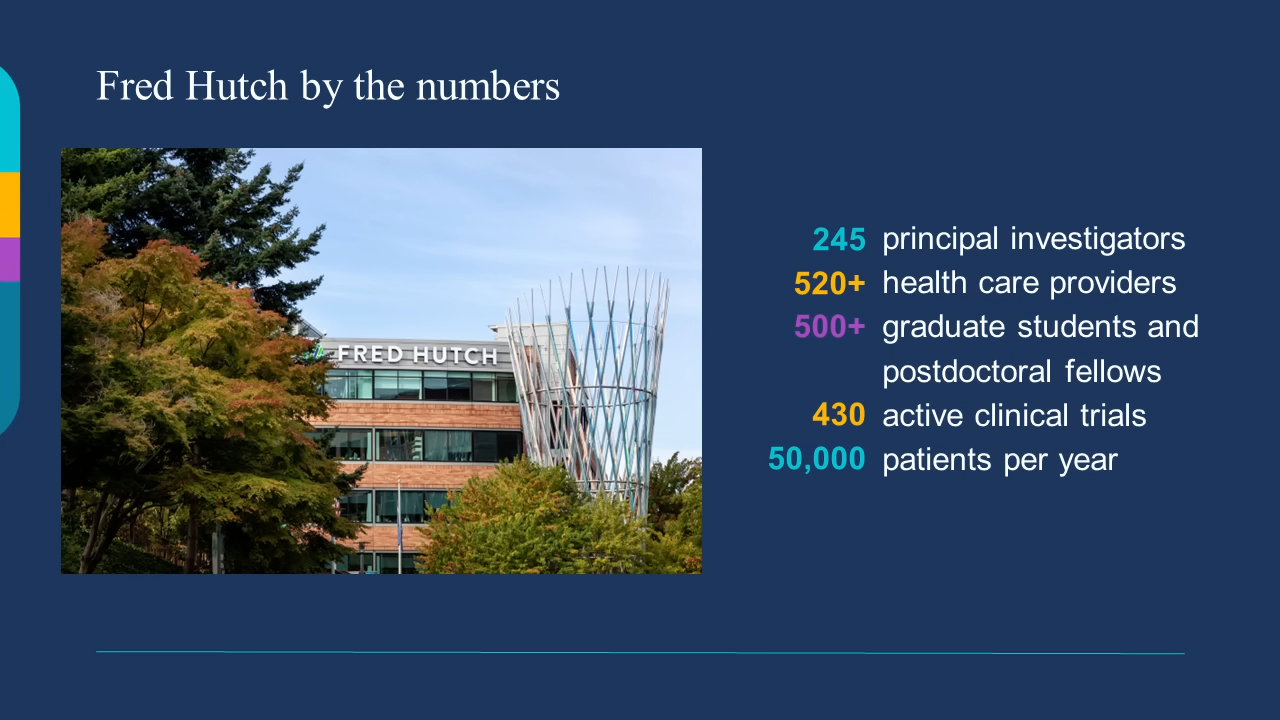 Fred Hutch by the numbers
FRED HUTCH
245 principal investigators
520+ health care providers
500+ graduate students and
postdoctoral fellows
430 active clinical trials
50,000 patients per year